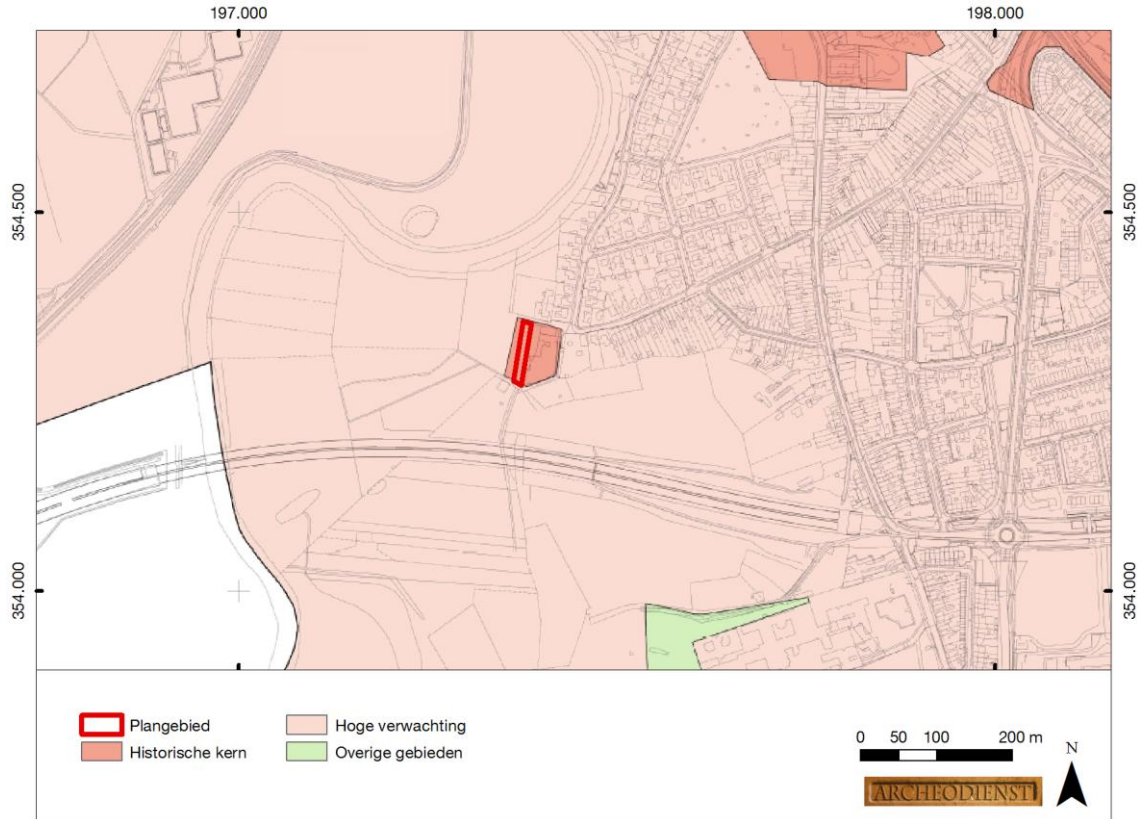 197.000 198.000
354.500 354.500
354.000 354.000
Plangebied Hoge verwachting
Historische kern Overige gebieden
0 50 100 200 m
N
ARCHEODIENST